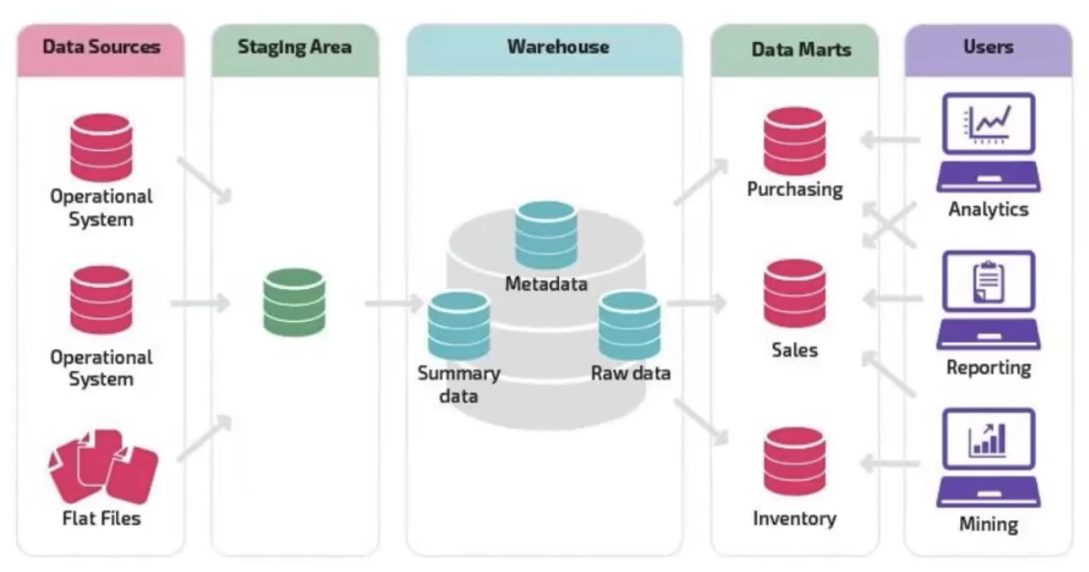 Data Sources
Staging Area
Warehouse
Data Marts
Users
Operational
System
Operational
System
Flat Files
Metadata
Summary
data
Raw data
Purchasing
Sales
Inventory
Analytics
Reporting
Mining